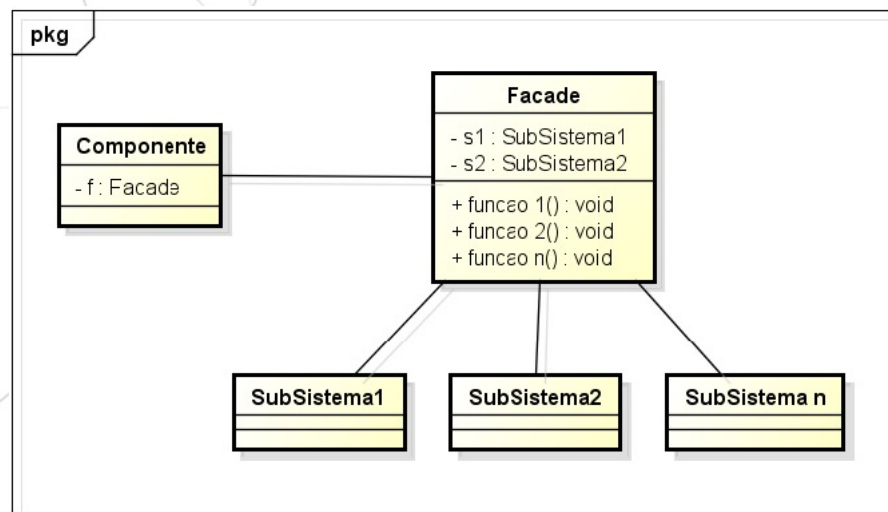 pkg
Facade
- s1 : SubSistema1
- s2 : SubSistema2
+ funcao 1() : void
+ funcao 2() : void
+ funcao n() : void
Componente
- f : Facade
SubSistema1
SubSistema2
SubSistema n